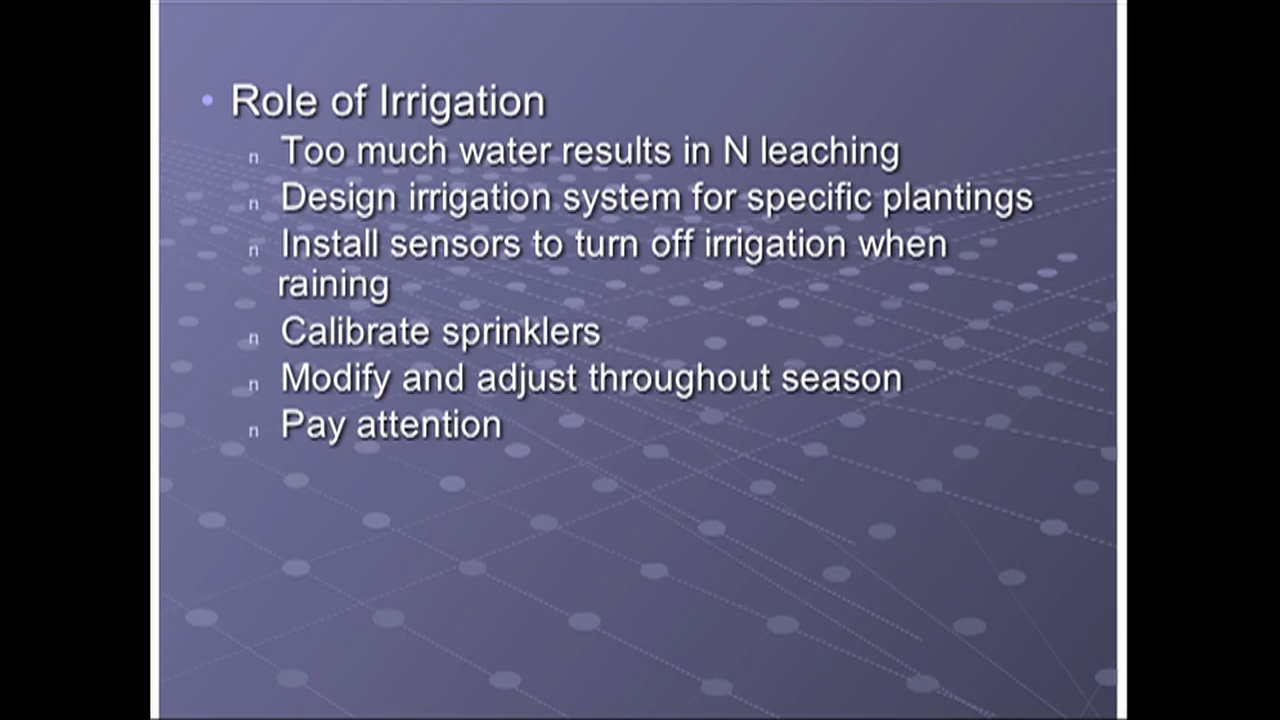 • Role of Irrigation
n Too much water results in N leaching
n Design irrigation system for specific plantings
n Install sensors to turn off irrigation when
raining
n Calibrate sprinklers
n Modify and adjust throughout season
n Pay attention